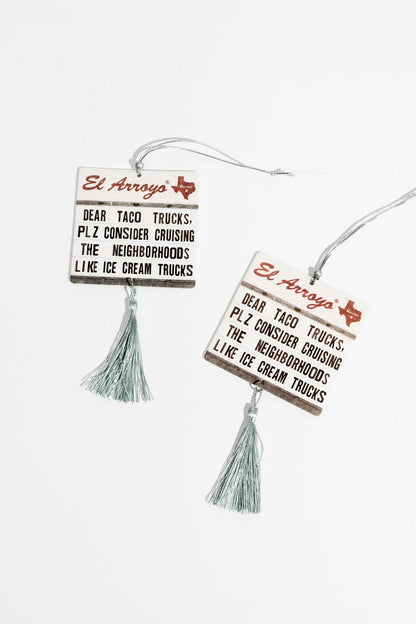 El Arroyo®
DEAR TACO TRUCKS,
PLZ CONSIDER CRUISING
THE NEIGHBORHOODS
LIKE ICE CREAM TRUCKS
El Arroyo®
DEAR TACO TRUCKS,
PLZ CONSIDER CRUISING
THE NEIGHBORHOODS
LIKE ICE CREAM TRUCKS